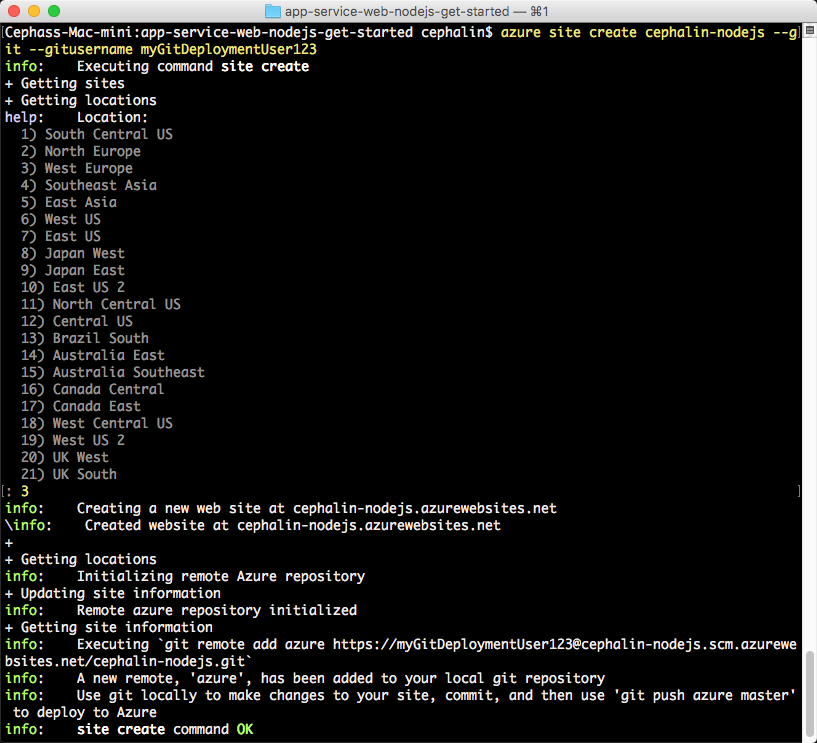 app-service-web-nodejs-get-started — ⌘1
[Cephass-Mac-mini:app-service-web-nodejs-get-started cephalin$ azure site create cephalin-nodejs --g]
it --gitusername myGitDeploymentUser123
info:    Executing command site create
+ Getting sites
+ Getting locations
help:    Location:
  1) South Central US
  2) North Europe
  3) West Europe
  4) Southeast Asia
  5) East Asia
  6) West US
  7) East US
  8) Japan West
  9) Japan East
  10) East US 2
  11) North Central US
  12) Central US
  13) Brazil South
  14) Australia East
  15) Australia Southeast
  16) Canada Central
  17) Canada East
  18) West Central US
  19) West US 2
  20) UK West
  21) UK South
[: 3 ]
info:    Creating a new web site at cephalin-nodejs.azurewebsites.net
\info:    Created website at cephalin-nodejs.azurewebsites.net
+
+ Getting locations
info:    Initializing remote Azure repository
+ Updating site information
info:    Remote azure repository initialized
+ Getting site information
info:    Executing `git remote add azure https://myGitDeploymentUser123@cephalin-nodejs.scm.azurewe
bsites.net/cephalin-nodejs.git`
info:    A new remote, 'azure', has been added to your local git repository
info:    Use git locally to make changes to your site, commit, and then use 'git push azure master'
 to deploy to Azure
info:    site create command OK